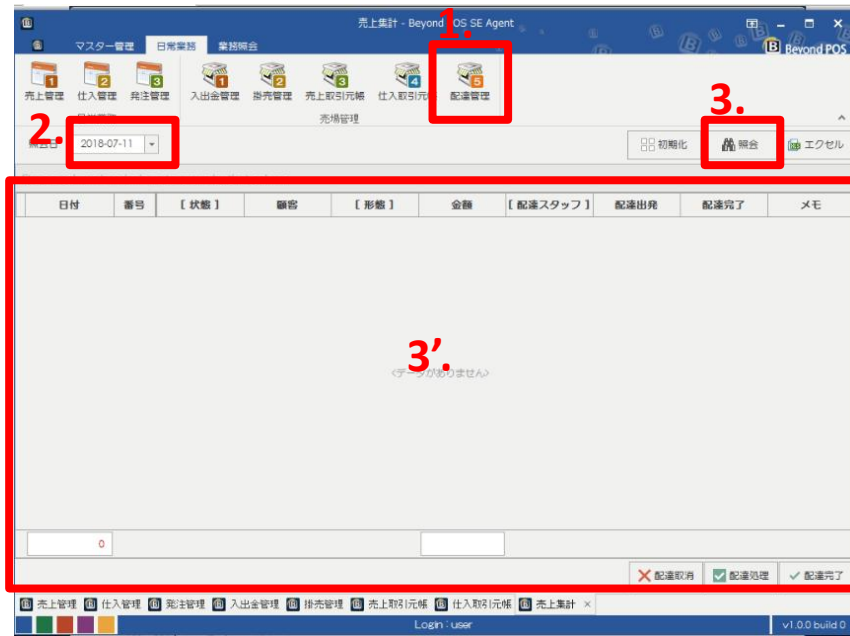 売上集計 - Beyond POS SE Agent
1.
マスター管理 日常業務 業務照会
Beyond POS
売上管理 仕入管理 発注管理 入出金管理 掛売管理 売上取引元帳 仕入取引元帳 配達管理
売場管理
2.
3.
2018-07-11
初期化 照会 エクセル
日付 番号 [ 状態 ] 顧客 [ 形態 ] 金額 [ 配達スタッフ ] 配達出発 配達完了 メモ
3′.
<データがありません>
0
配達取消 配達処理 配達完了
売上管理 仕入管理 発注管理 入出金管理 掛売管理 売上取引元帳 仕入取引元帳 売上集計 ×
Login : user
v1.0.0 build 0